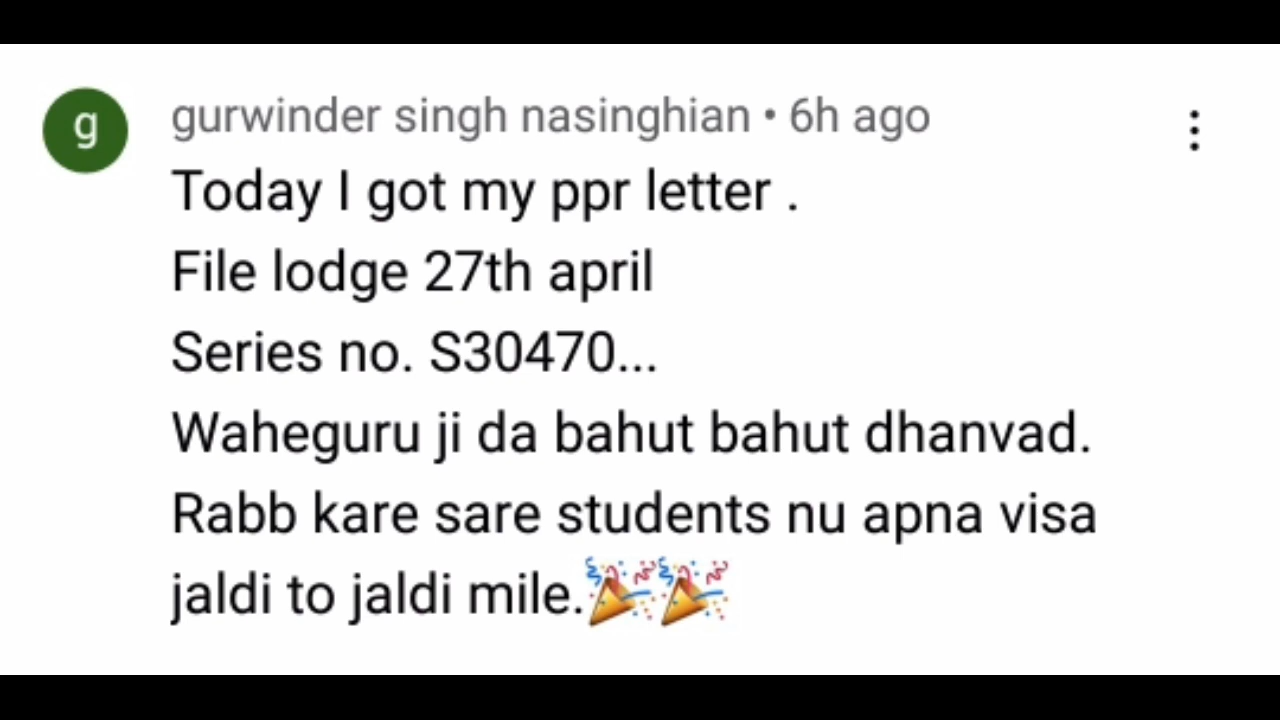 g
gurwinder singh nasinghian • 6h ago
Today I got my ppr letter .
File lodge 27th april
Series no. S30470...
Waheguru ji da bahut bahut dhanvad.
Rabb kare sare students nu apna visa
jaldi to jaldi mile.🎉🎉